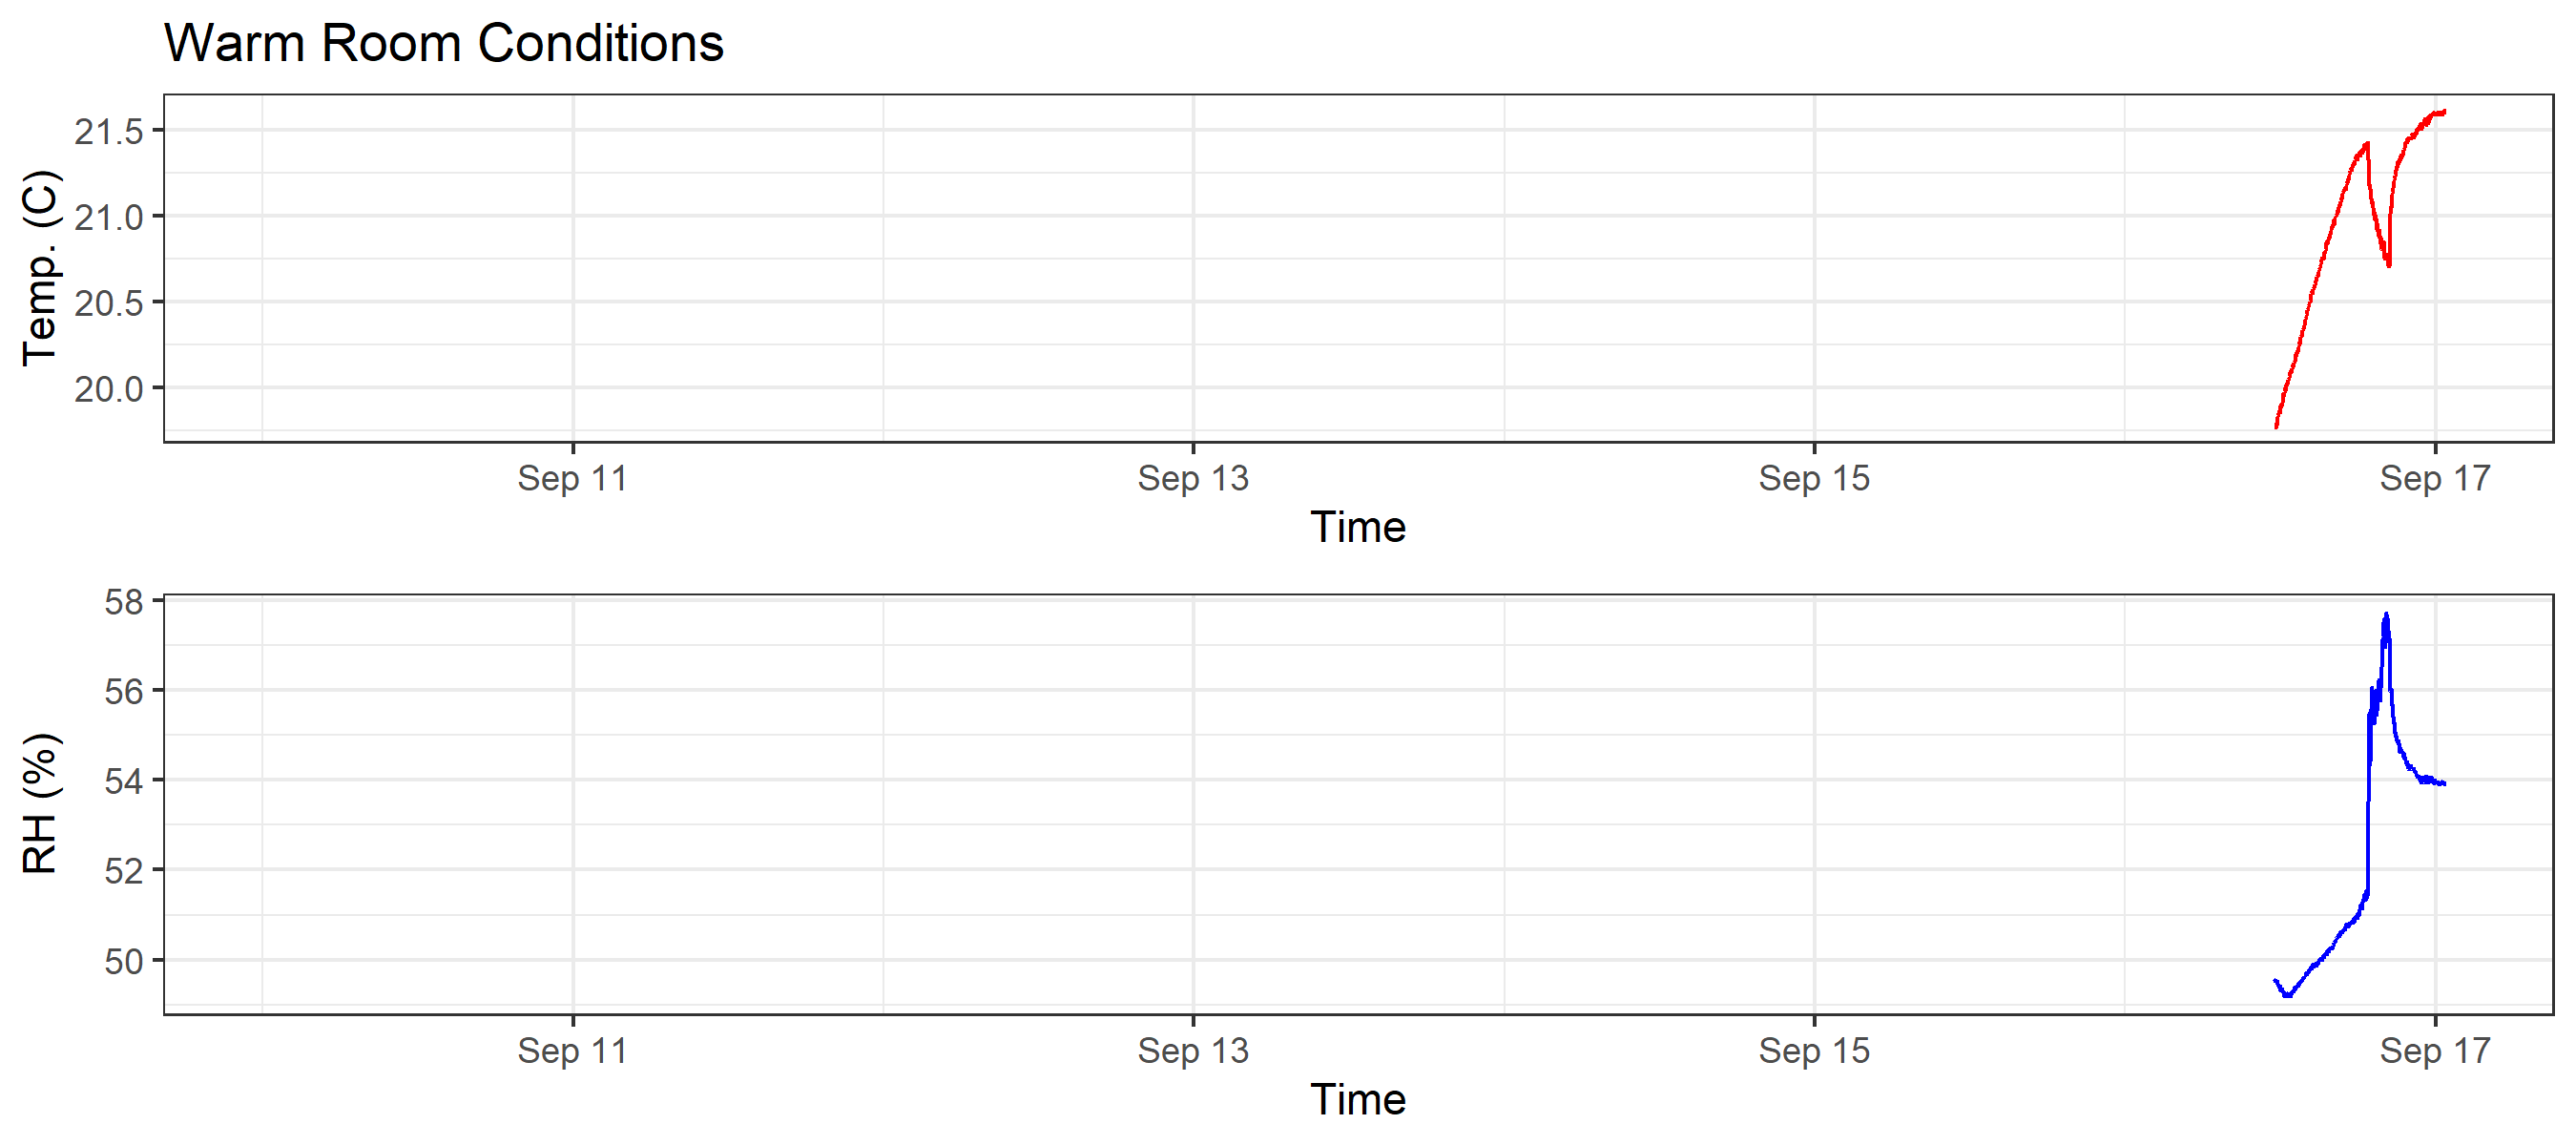 Warm Room Conditions
21.5
21.0
20.5
20.0
Temp. (C)
Sep 11 Sep 13 Sep 15 Sep 17
Time
58
56
54
52
50
RH (%)
Sep 11 Sep 13 Sep 15 Sep 17
Time